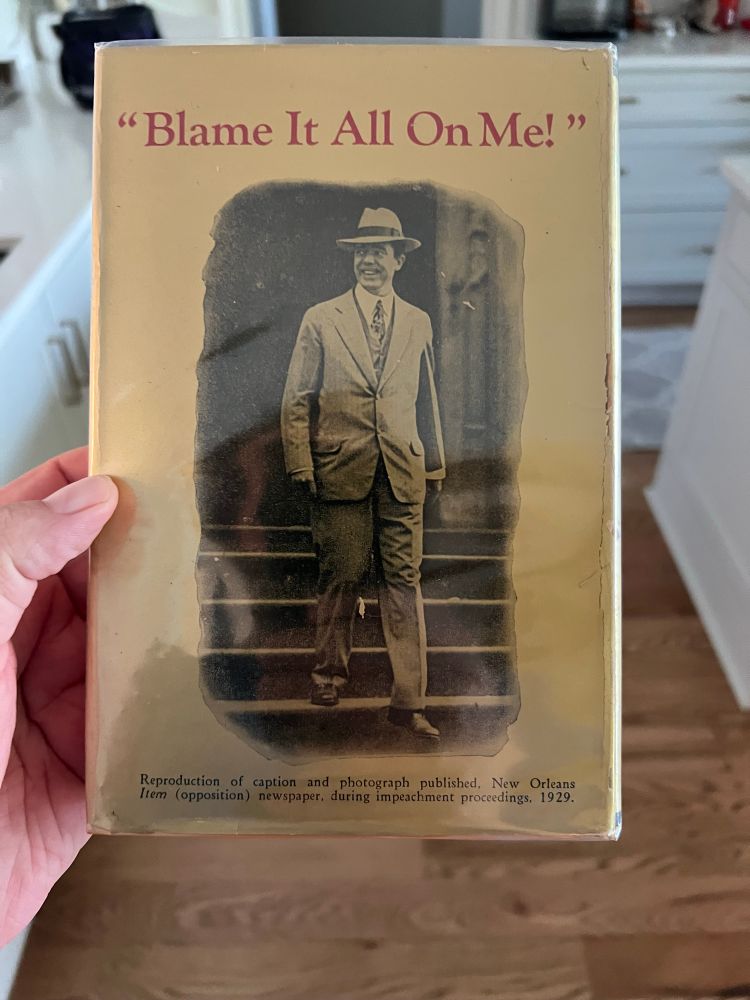 “Blame It All On Me!”
Reproduction of caption and photograph published, New Orleans
Item (opposition) newspaper, during impeachment proceedings, 1929.